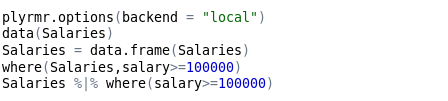 plyrmr.options(backend = "local")
data(Salaries)
Salaries = data.frame(Salaries)
where(Salaries,salary>=100000)
Salaries %|% where(salary>=100000)